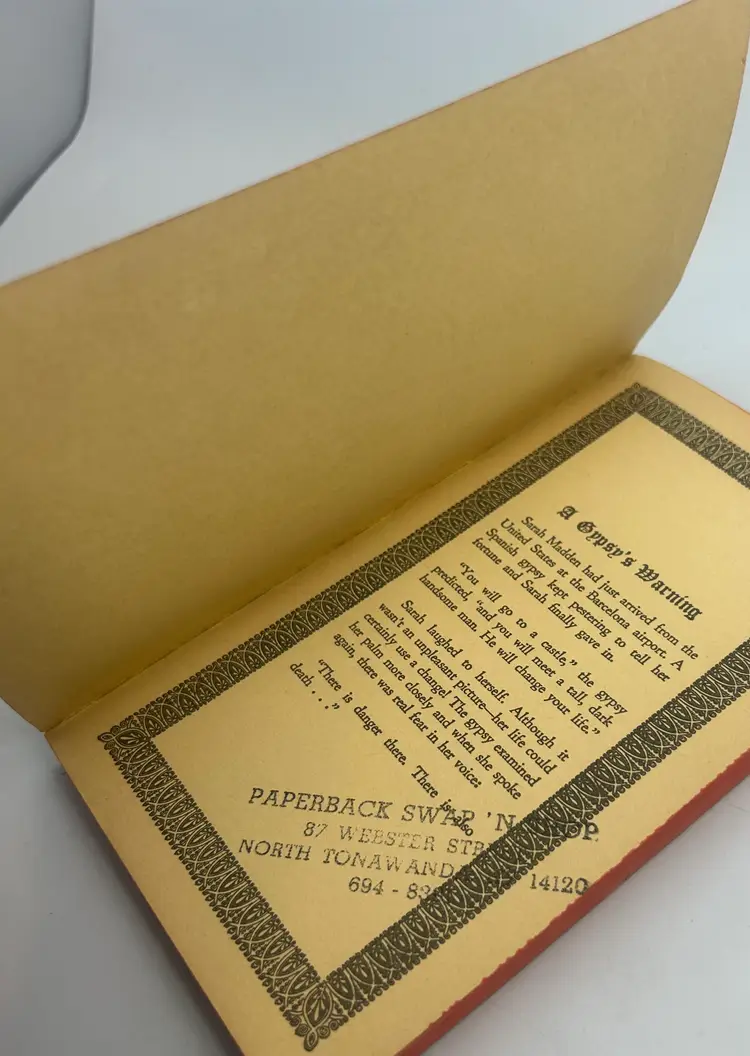 A Gypsy's Warning
Sarah Madden had just arrived from the
United States at the Barcelona airport. A
Spanish gypsy kept pestering to tell her
fortune and Sarah finally gave in.
"You will go to a castle," the gypsy
predicted, "and you will meet a tall, dark
handsome man. He will change your life."
Sarah laughed to herself. Although it
wasn't an unpleasant picture—her life could
certainly use a change! The gypsy examined
her palm more closely and when she spoke
again, there was real fear in her voice:
"There is danger there. There is also
death . . ."
PAPERBACK SWAP 'N
87 WEBSTER
NORTH 14120
694 -